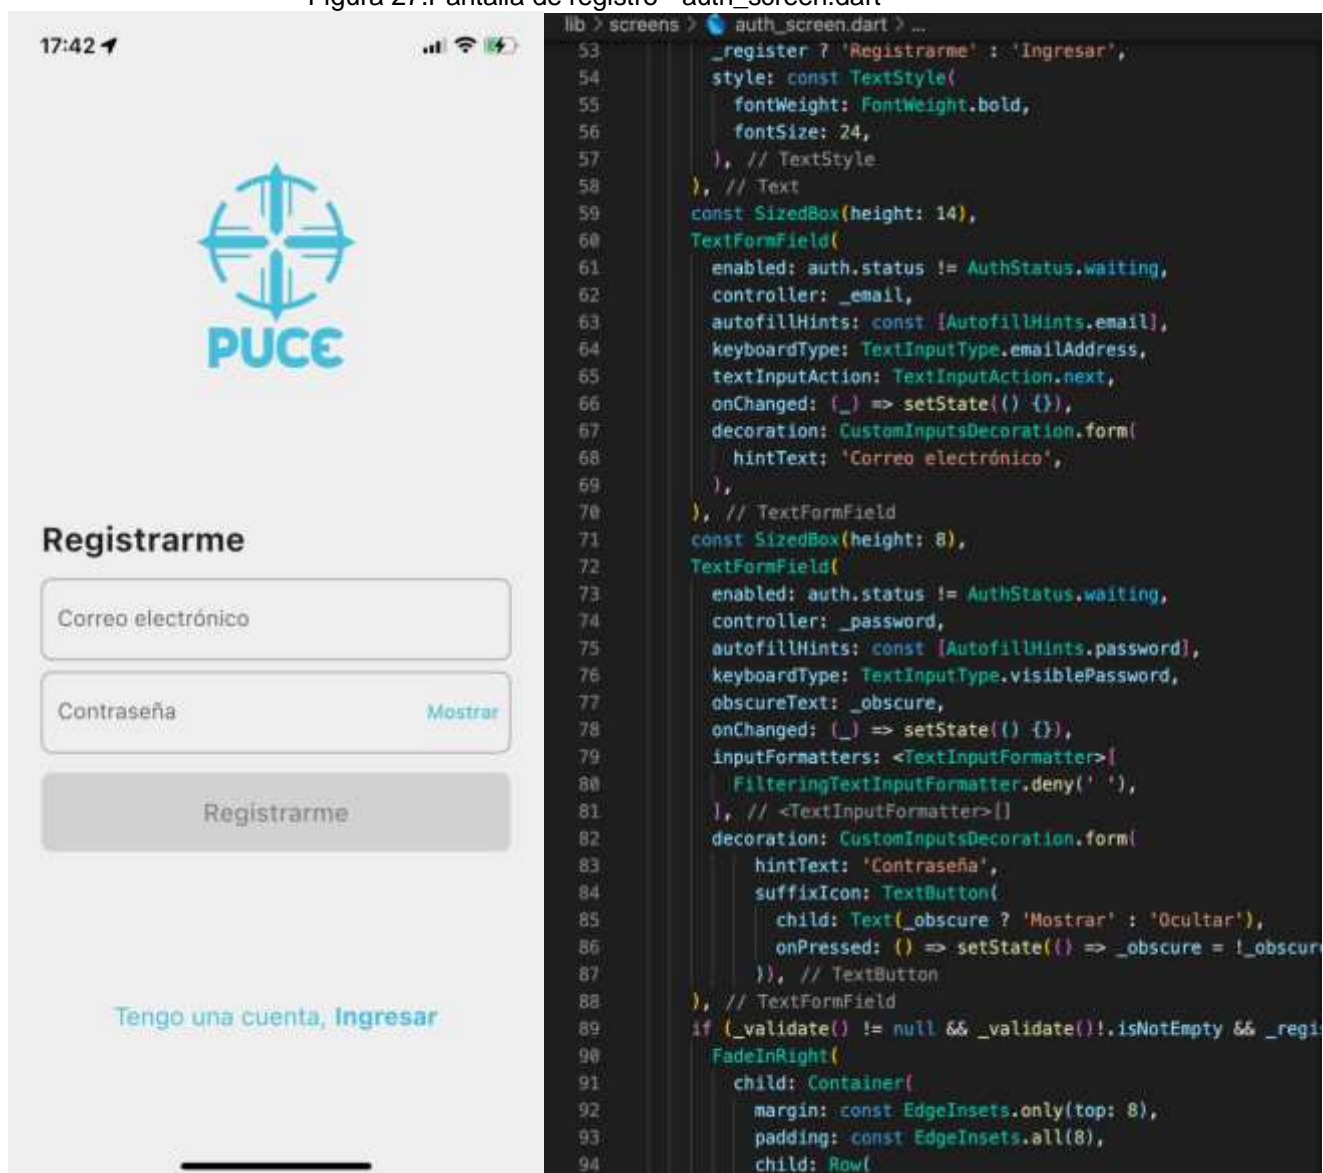 Figura 27.Pantalla de registro - auth_screen.dart
17:42
PUCE
Registrarme
Correo electrónico
Contraseña Mostrar
Registrarme
Tengo una cuenta, Ingresar
lib > screens > auth_screen.dart > ...
53 _register ? 'Registrarme' : 'Ingresar',
54 style: const TextStyle(
55 fontWeight: FontWeight.bold,
56 fontSize: 24,
57 ), // TextStyle
58 ), // Text
59 const SizedBox(height: 14),
60 TextFormField(
61 enabled: auth.status != AuthStatus.waiting,
62 controller: _email,
63 autofillHints: const [AutofillHints.email],
64 keyboardType: TextInputType.emailAddress,
65 textInputAction: TextInputAction.next,
66 onChanged: (_) => setState(() {}),
67 decoration: CustomInputsDecoration.form(
68 hintText: 'Correo electrónico',
69 ),
70 ), // TextFormField
71 const SizedBox(height: 8),
72 TextFormField(
73 enabled: auth.status != AuthStatus.waiting,
74 controller: _password,
75 autofillHints: const [AutofillHints.password],
76 keyboardType: TextInputType.visiblePassword,
77 obscureText: _obscure,
78 onChanged: (_) => setState(() {}),
79 inputFormatters: <TextInputFormatter>[
80 FilteringTextInputFormatter.deny(' '),
81 ], // <TextInputFormatter>[]
82 decoration: CustomInputsDecoration.form(
83 hintText: 'Contraseña',
84 suffixIcon: TextButton(
85 child: Text(_obscure ? 'Mostrar' : 'Ocultar'),
86 onPressed: () => setState(() => _obscure = !_obscure
87 )), // TextButton
88 ), // TextFormField
89 if (_validate() != null && _validate()!.isNotEmpty && _regis
90 FadeInRight(
91 child: Container(
92 margin: const EdgeInsets.only(top: 8),
93 padding: const EdgeInsets.all(8),
94 child: Row(